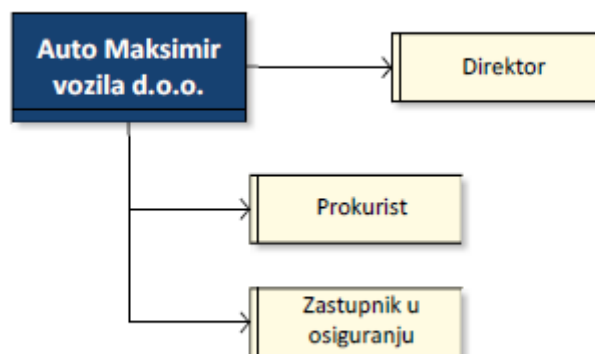 Auto Maksimir
vozila d.o.o.
Direktor
Prokurist
Zastupnik u
osiguranju